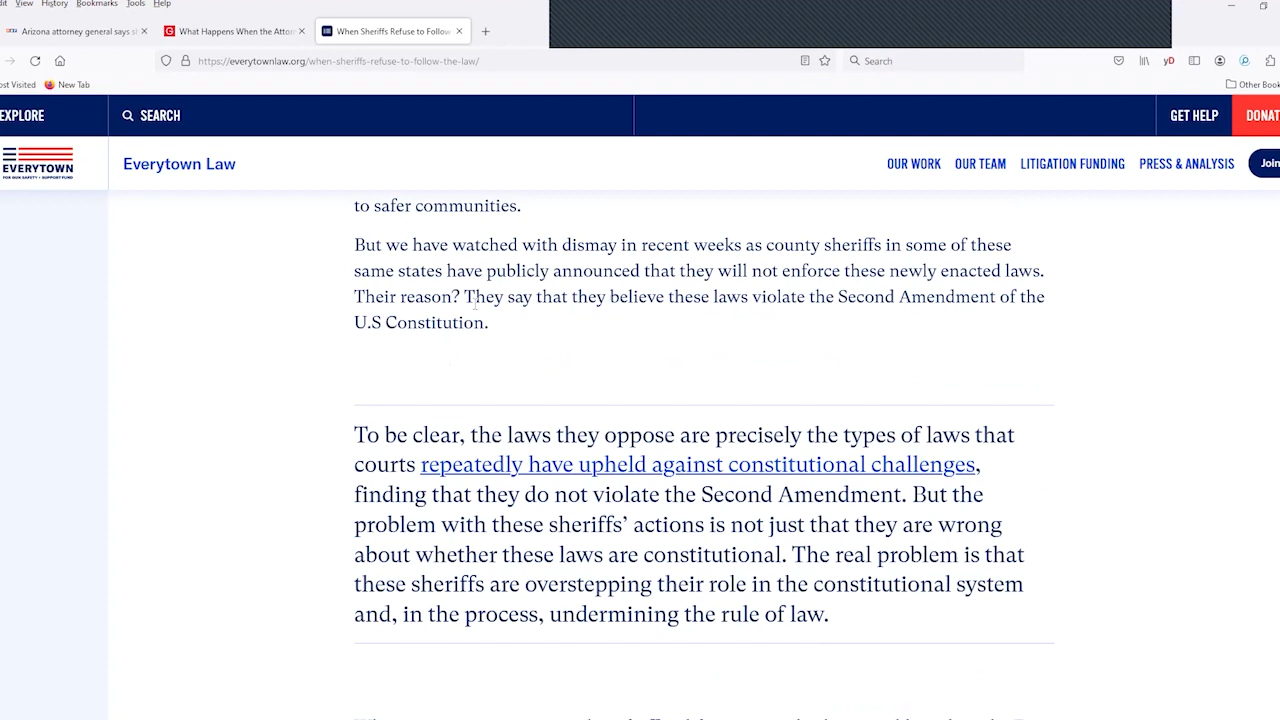 dit View History Bookmarks Tools Help
Arizona attorney general says s
What Happens When the Attor
When Sheriffs Refuse to Follow
https://everytownlaw.org/when-sheriffs-refuse-to-follow-the-law/
Search
yD
ost Visited
New Tab
Other Book
EXPLORE
SEARCH
GET HELP
DONAT
EVERYTOWN
FOR GUN SAFETY • SUPPORT FUND
Everytown Law
OUR WORK
OUR TEAM
LITIGATION FUNDING
PRESS & ANALYSIS
Join
to safer communities.
But we have watched with dismay in recent weeks as county sheriffs in some of these
same states have publicly announced that they will not enforce these newly enacted laws.
Their reason? They say that they believe these laws violate the Second Amendment of the
U.S Constitution.
To be clear, the laws they oppose are precisely the types of laws that
courts repeatedly have upheld against constitutional challenges,
finding that they do not violate the Second Amendment. But the
problem with these sheriffs’ actions is not just that they are wrong
about whether these laws are constitutional. The real problem is that
these sheriffs are overstepping their role in the constitutional system
and, in the process, undermining the rule of law.